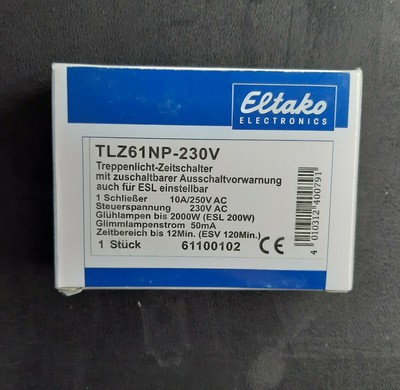 Eltako
ELECTRONICS
TLZ61NP-230V
Treppenlicht-Zeitschalter
mit zuschaltbarer Ausschaltvorwarnung
auch für ESL einstellbar
1 Schließer 10A/250V AC
Steuerspannung 230V AC
Glühlampen bis 2000W (ESL 200W)
Glimmlampenstrom 50mA
Zeitbereich bis 12Min. (ESV 120Min.)
1 Stück 61100102 CE
4 010312 400791